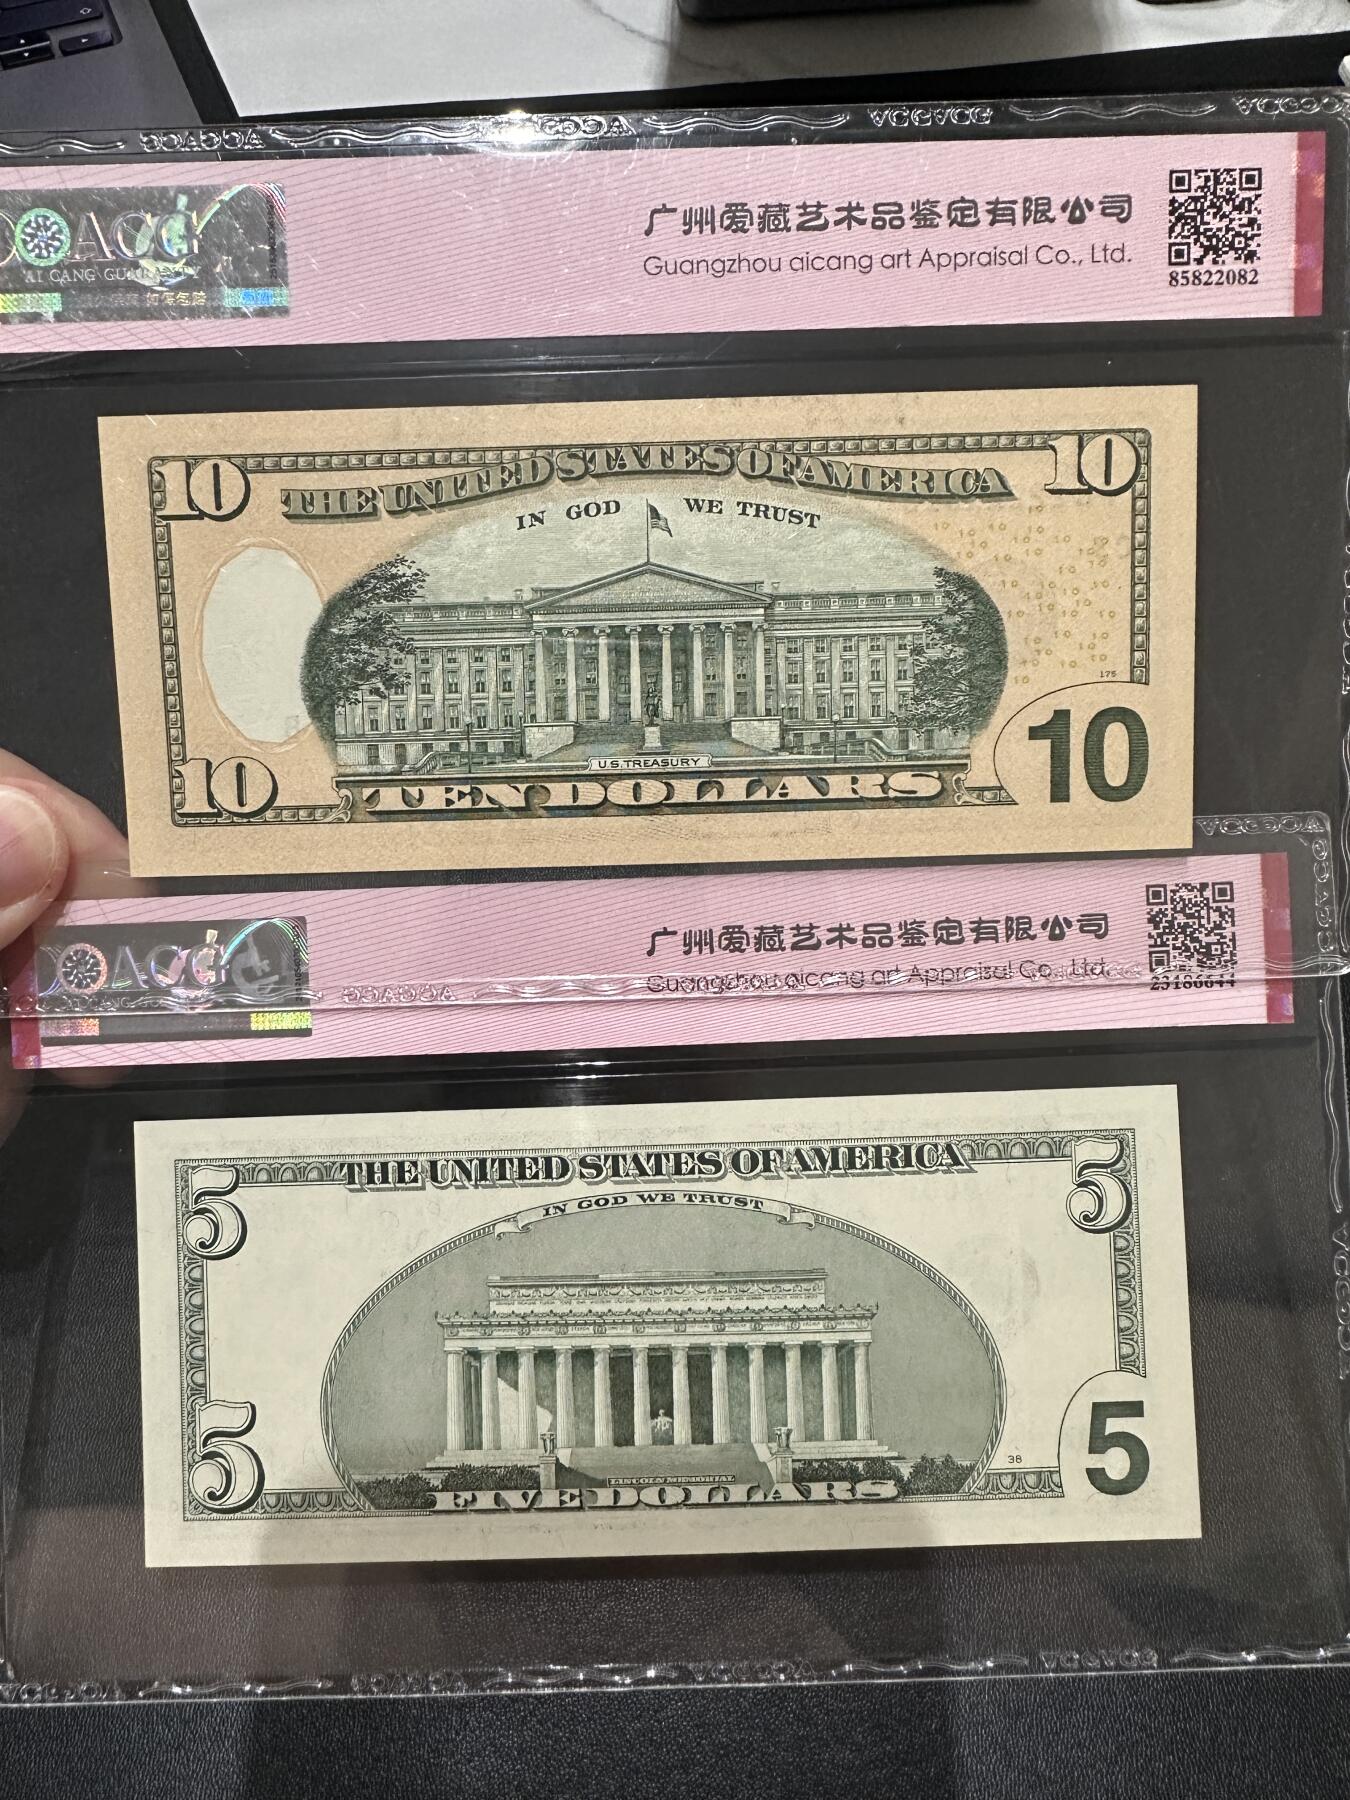 ACGACG
ACG
AI CANG GUARANTY
广州爱藏艺术品鉴定有限公司
Guangzhou aicang art Appraisal Co., Ltd.
85822082
10
THE UNITED STATES OF AMERICA
10
IN GOD WE TRUST
175
U.S. TREASURY
10
TEN DOLLARS
10
ACG
广州爱藏艺术品鉴定有限公司
Guangzhou aicang art Appraisal Co., Ltd.
23186644
ACGACG
5
THE UNITED STATES OF AMERICA
5
IN GOD WE TRUST
38
LINCOLN MEMORIAL
5
FIVE DOLLARS
5